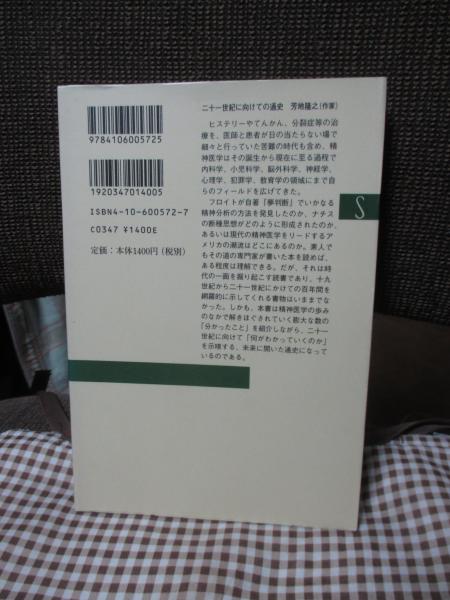 9784106005725
1920347014005
ISBN4-10-600572-7
C0347 ¥1400E
定価：本体1400円(税別)
二十一世紀に向けての通史　芳地隆之(作家)
ヒステリーやてんかん、分裂症等の治
療を、医師と患者が日の当たらない場で
細々と行っていた苦難の時代も含め、精
神医学はその誕生から現在に至る過程で
内科学、小児科学、脳外科学、神経学、
心理学、犯罪学、教育学の領域にまで自
らのフィールドを広げてきた。
フロイトが自著『夢判断』でいかなる
精神分析の方法を発見したのか、ナチス
の断種思想がどのように形成されたのか、
あるいは現代の精神医学をリードするア
メリカの潮流はどこにあるのか。素人で
もその道の専門家が書いた本を読めば、
ある程度は理解できる。だが、それは時
代の一面を掘り起こす読書であり、十九
世紀から二十一世紀にかけての百年間を
網羅的に示してくれる書物はいままでな
かった。しかも、本書は精神医学の歩み
のなかで解きほぐされていく膨大な数の
「分かったこと」を紹介しながら、二十一
世紀に向けて「何がわかっていくのか」
を示唆する、未来に開いた通史になって
いるのである。
S